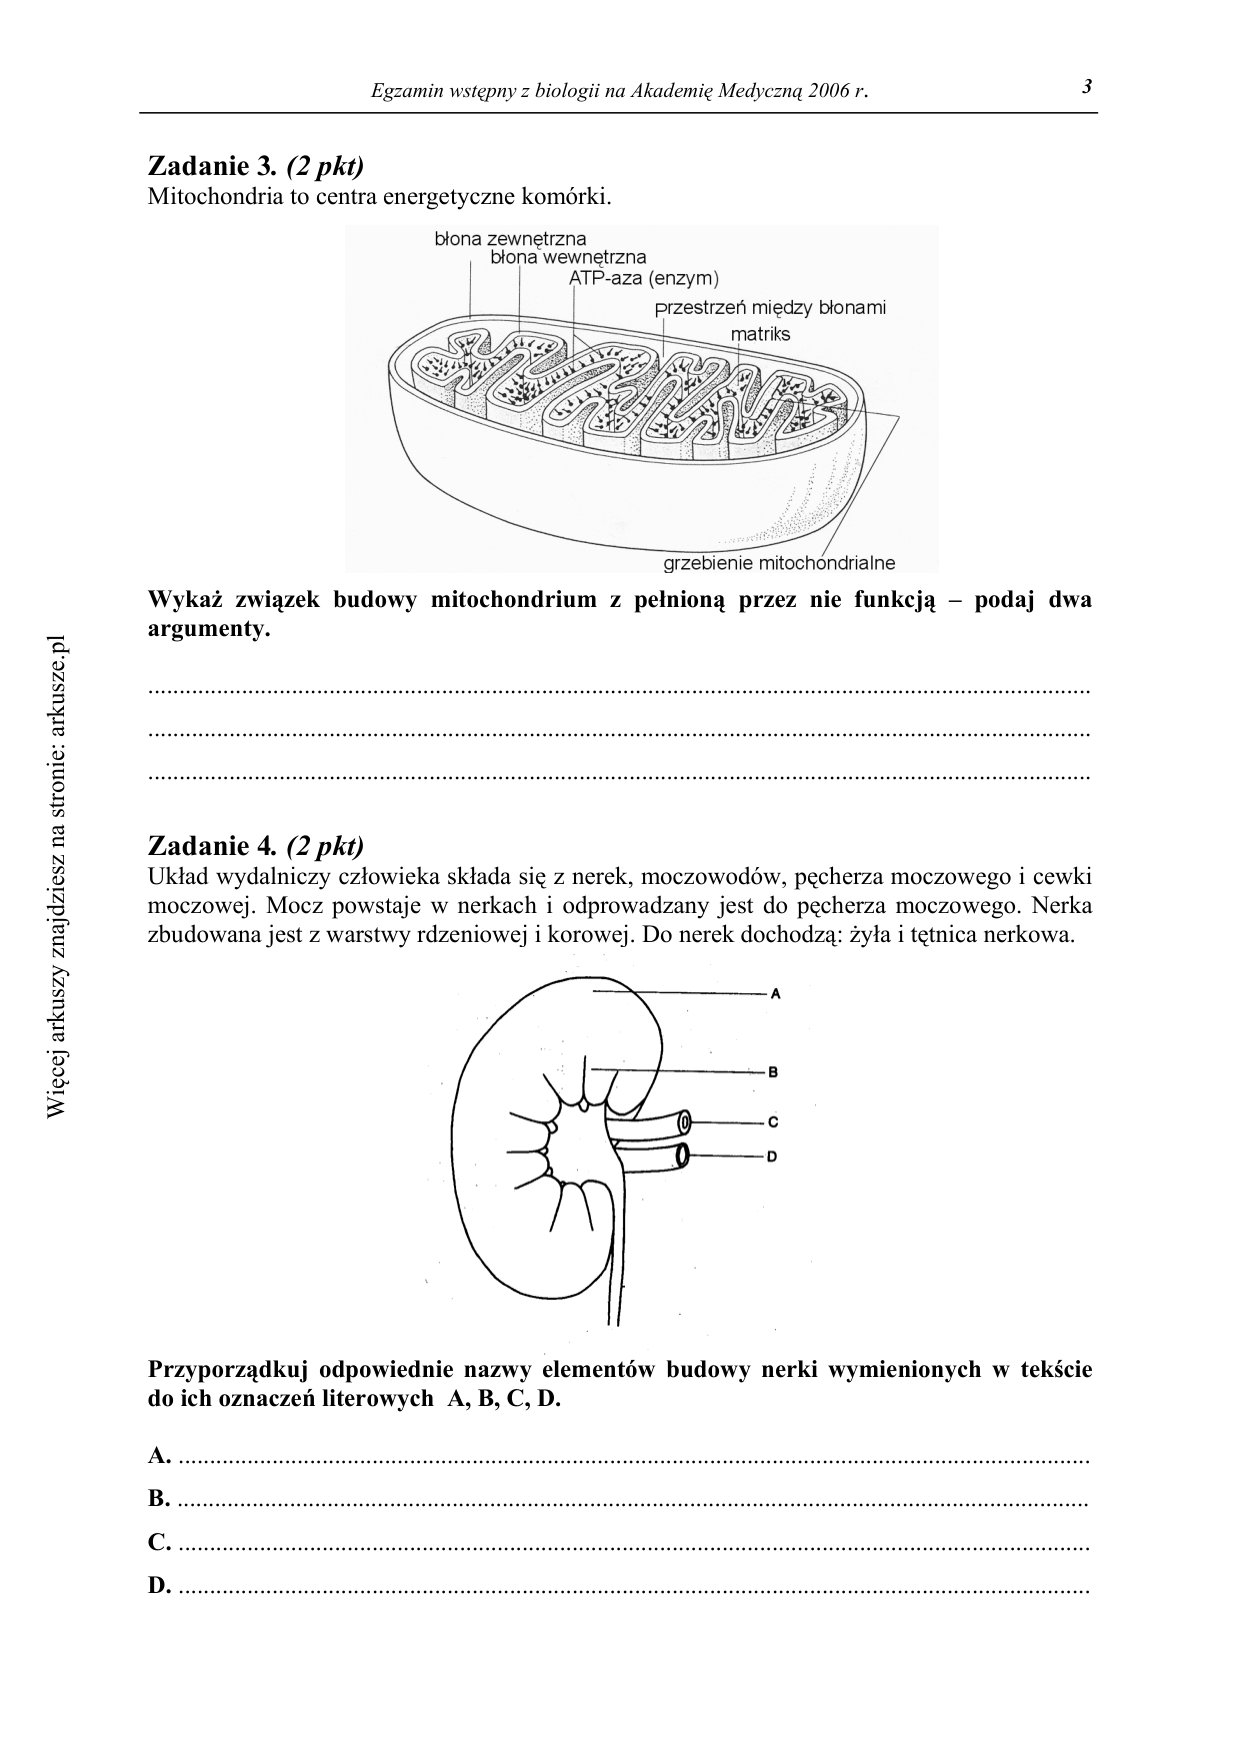 Egzamin wstępny z biologii na Akademię Medyczną 2006 r.
3
Zadanie 3. (2 pkt)
Mitochondria to centra energetyczne komórki.
błona zewnętrzna
błona wewnętrzna
ATP-aza (enzym)
przestrzeń między błonami
matriks
grzebienie mitochondrialne
Wykaż związek budowy mitochondrium z pełnioną przez nie funkcją – podaj dwa
argumenty.
Zadanie 4. (2 pkt)
Układ wydalniczy człowieka składa się z nerek, moczowodów, pęcherza moczowego i cewki
moczowej. Mocz powstaje w nerkach i odprowadzany jest do pęcherza moczowego. Nerka
zbudowana jest z warstwy rdzeniowej i korowej. Do nerek dochodzą: żyła i tętnica nerkowa.
A
B
C
D
Przyporządkuj odpowiednie nazwy elementów budowy nerki wymienionych w tekście
do ich oznaczeń literowych A, B, C, D.
A. ....................
B. ....................
C. ....................
D. ....................
Więcej arkuszy znajdziesz na stronie: arkusze.pl